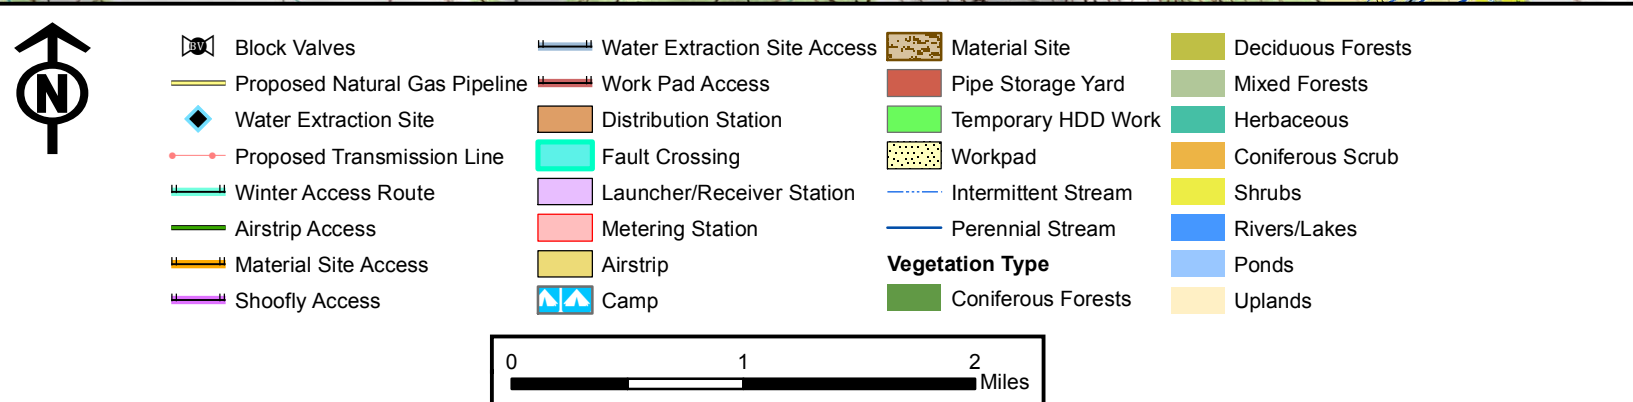 N
BV
Block Valves
Proposed Natural Gas Pipeline
Water Extraction Site
Proposed Transmission Line
Winter Access Route
Airstrip Access
Material Site Access
Shoofly Access
Water Extraction Site Access
Work Pad Access
Distribution Station
Fault Crossing
Launcher/Receiver Station
Metering Station
Airstrip
Camp
Material Site
Pipe Storage Yard
Temporary HDD Work
Workpad
Intermittent Stream
Perennial Stream
Vegetation Type
Coniferous Forests
Deciduous Forests
Mixed Forests
Herbaceous
Coniferous Scrub
Shrubs
Rivers/Lakes
Ponds
Uplands
0 1 2
Miles